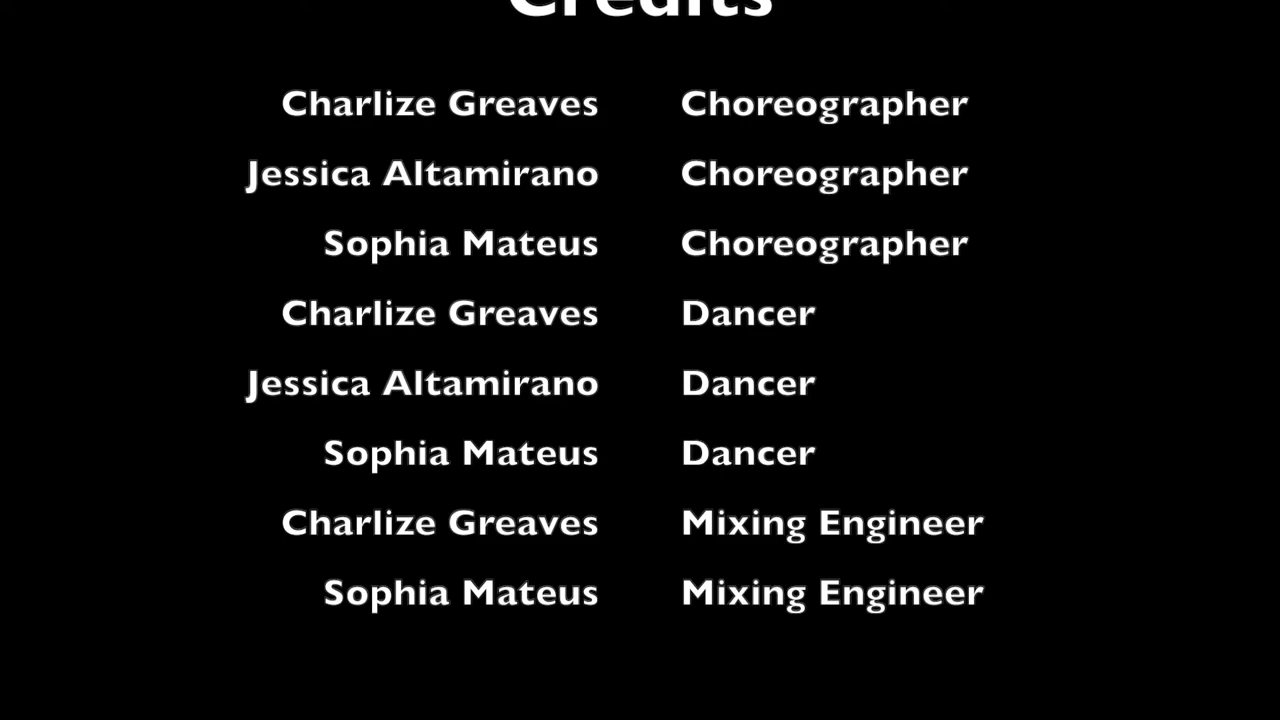 Credits
Charlize Greaves Choreographer
Jessica Altamirano Choreographer
Sophia Mateus Choreographer
Charlize Greaves Dancer
Jessica Altamirano Dancer
Sophia Mateus Dancer
Charlize Greaves Mixing Engineer
Sophia Mateus Mixing Engineer